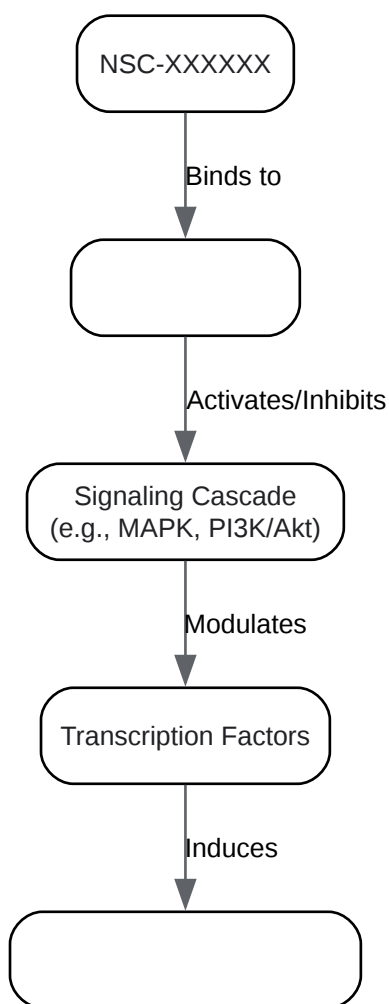 NSC-XXXXXX
Binds to
Activates/Inhibits
Signaling Cascade
(e.g., MAPK, PI3K/Akt)
Modulates
Transcription Factors
Induces